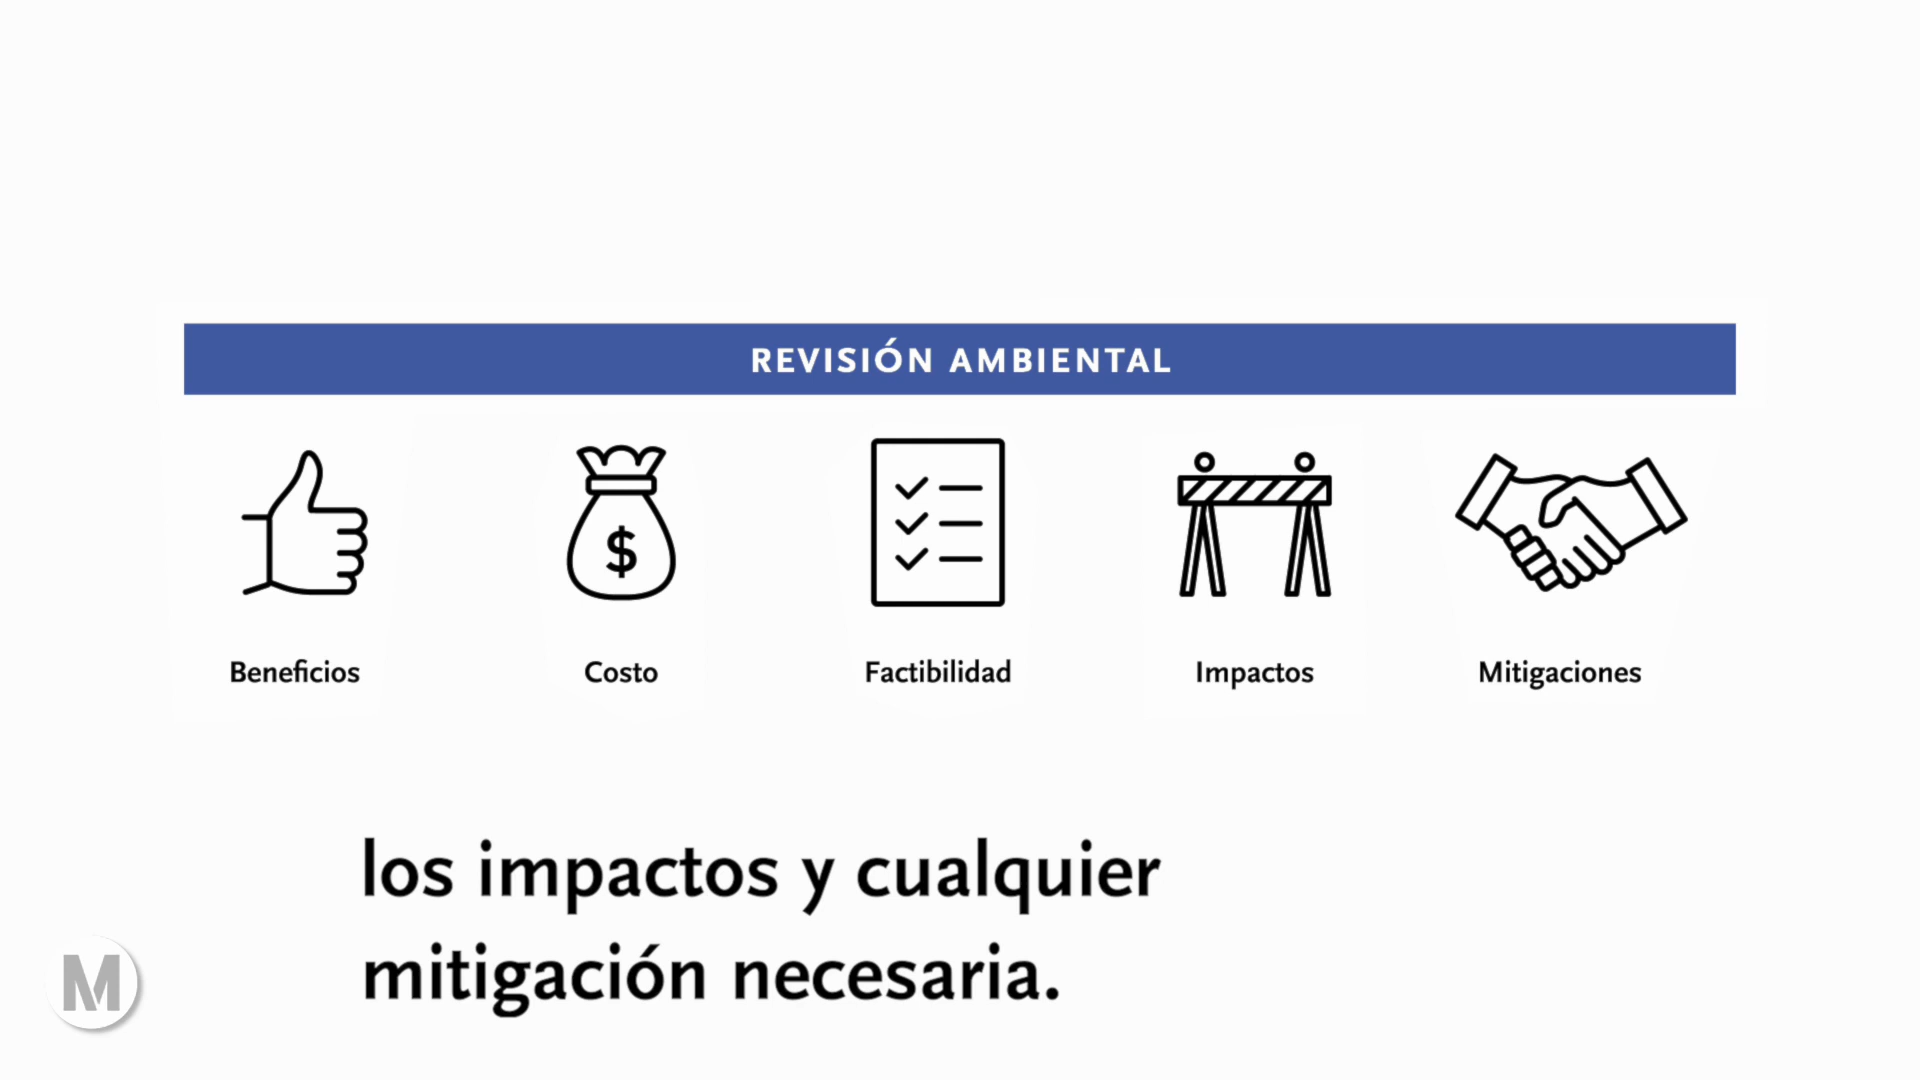 REVISIÓN AMBIENTAL
$
Beneficios
Costo
Factibilidad
Impactos
Mitigaciones
los impactos y cualquier
mitigación necesaria.
M